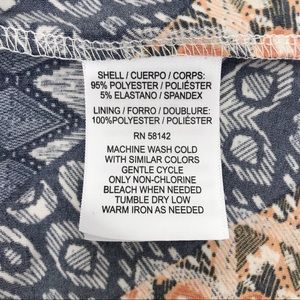 SHELL / CUERPO / CORPS:
95% POLYESTER / POLIÉSTER
5% ELASTANO / SPANDEX
LINING / FORRO / DOUBLURE:
100%POLYESTER / POLIÉSTER
RN 58142
MACHINE WASH COLD
WITH SIMILAR COLORS
GENTLE CYCLE
ONLY NON-CHLORINE
BLEACH WHEN NEEDED
TUMBLE DRY LOW
WARM IRON AS NEEDED